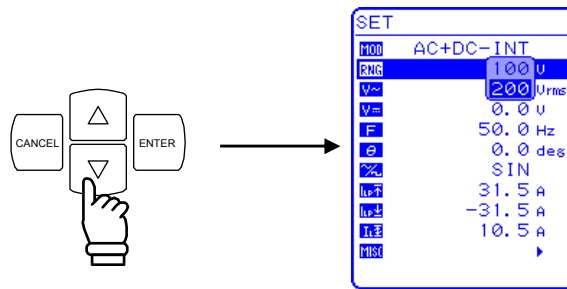 CANCEL
ENTER
SET
MOD AC+DC-INT
RNG 100 V
V~ 200 Vrms
V= 0.0 V
F 50.0 Hz
θ 0.0 deg
SIN
31.5 A
-31.5 A
10.5 A
MISC